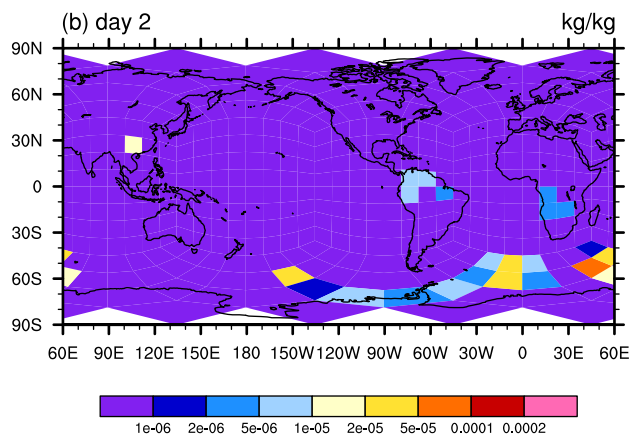 (b) day 2 kg/kg
90N
60N
30N
0
30S
60S
90S
60E 90E 120E 150E 180 150W 120W 90W 60W 30W 0 30E 60E
1e-06 2e-06 5e-06 1e-05 2e-05 5e-05 0.0001 0.0002